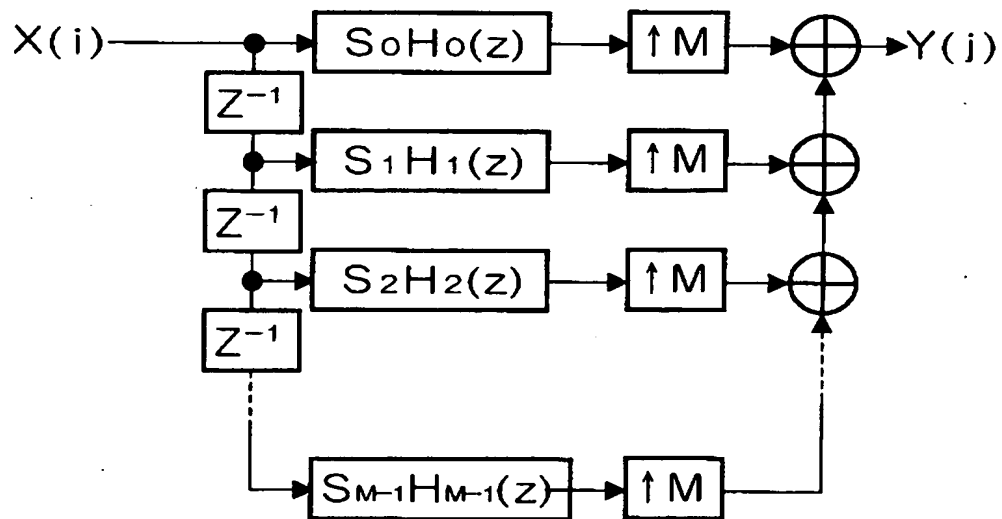 X(i) S0H0(z) ↑M Y(j)
Z⁻¹
S1H1(z) ↑M
Z⁻¹
S2H2(z) ↑M
Z⁻¹
SM-1HM-1(z) ↑M